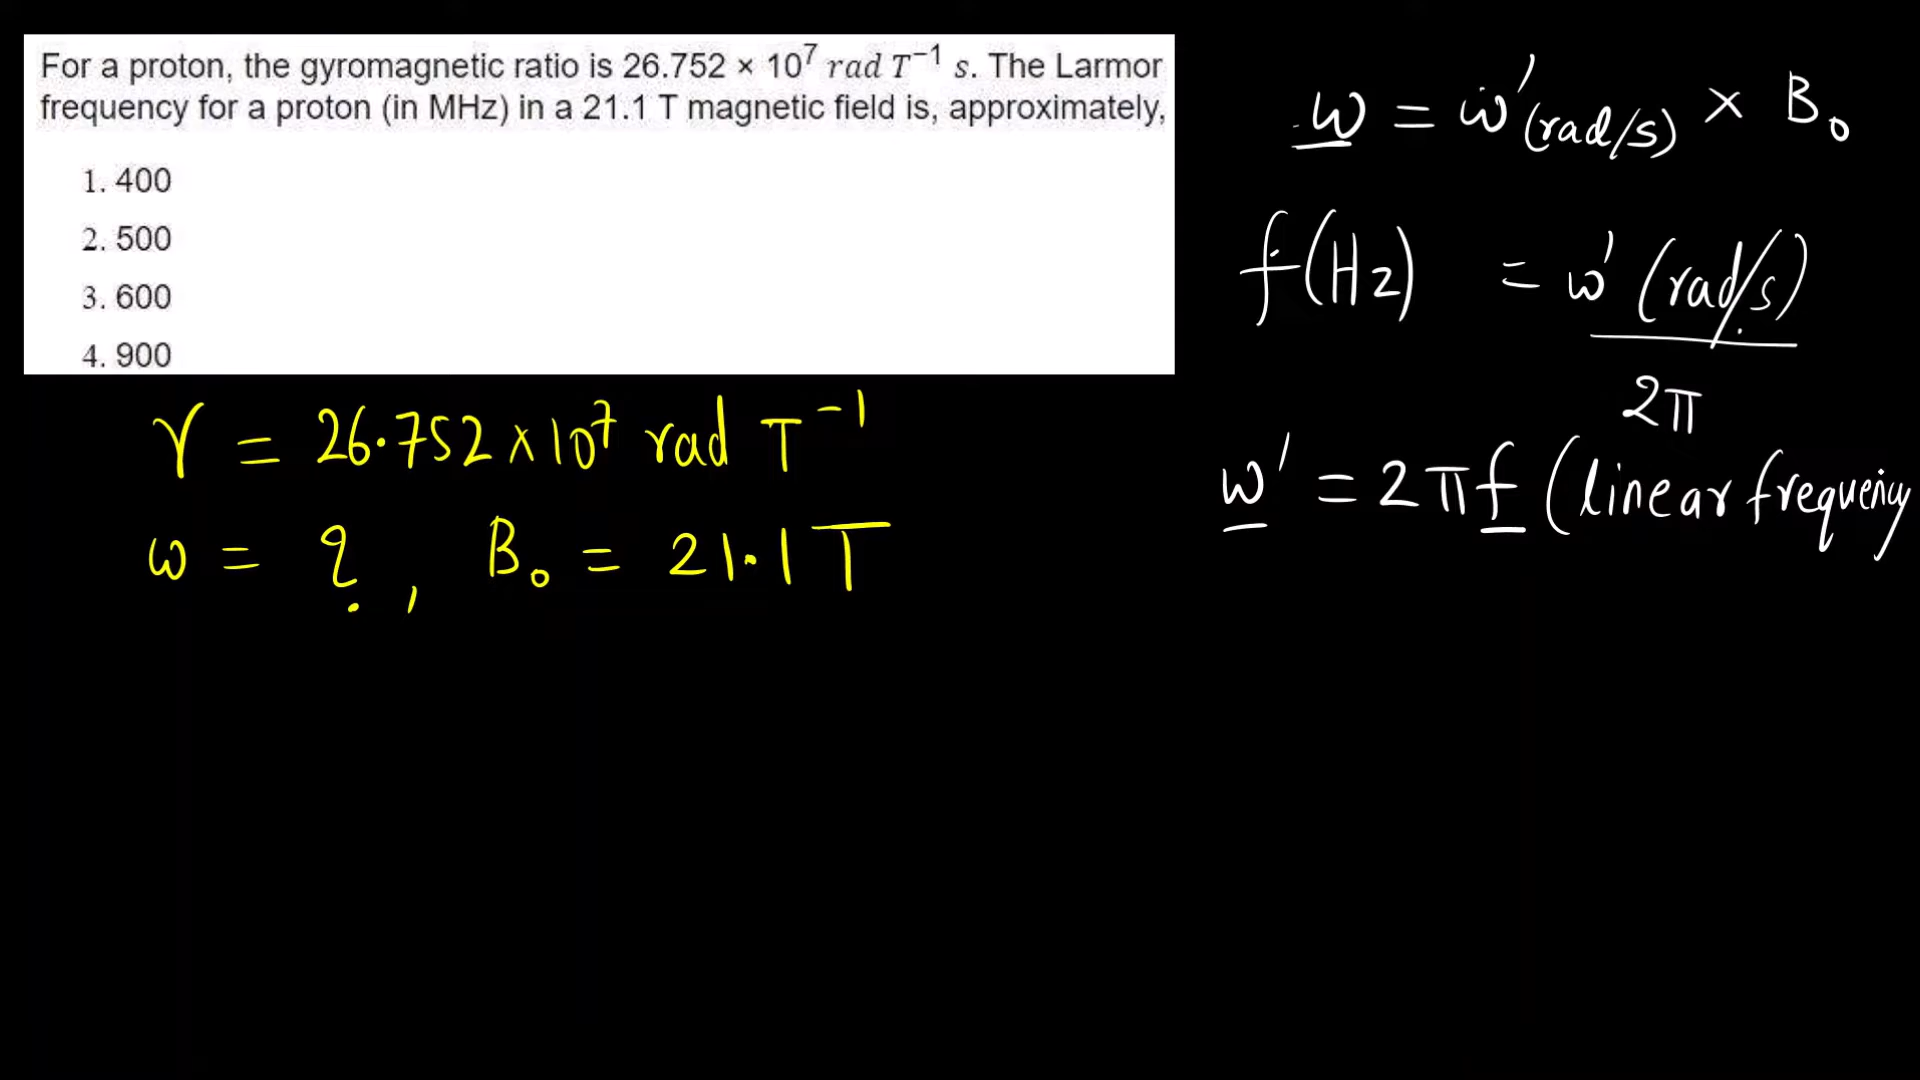 For a proton, the gyromagnetic ratio is 26.752 × 10⁷ rad T⁻¹ s. The Larmor
frequency for a proton (in MHz) in a 21.1 T magnetic field is, approximately,
1. 400
2. 500
3. 600
4. 900
γ = 26.752 × 10⁷ rad T⁻¹
ω = ? , B₀ = 21.1 T
ω = ω'(rad/s) × B₀
f(Hz) = ω' (rad/s)
2π
ω' = 2πf (linear frequency